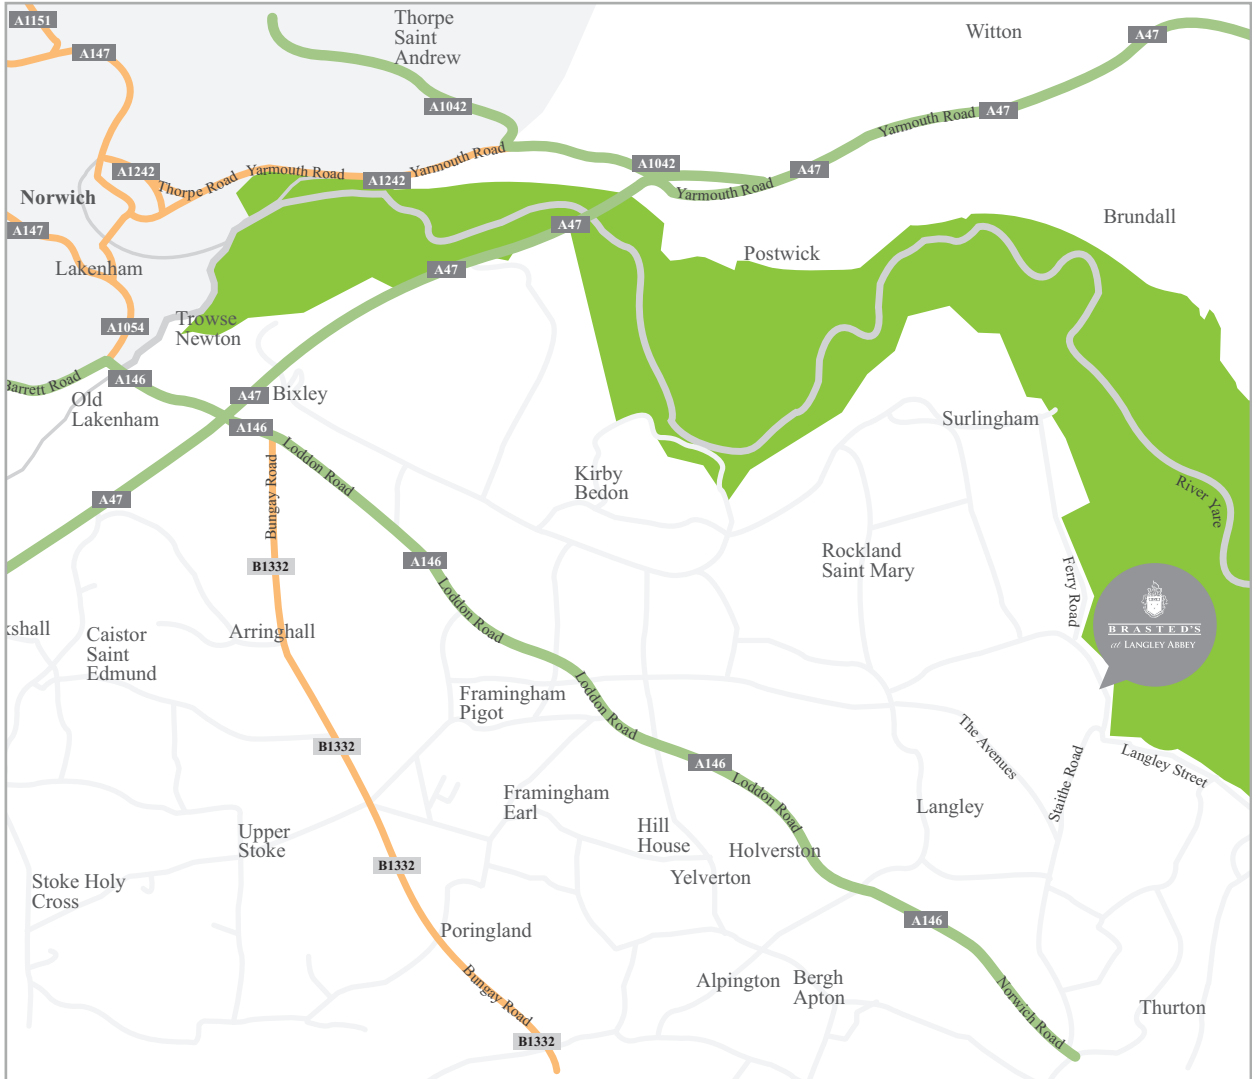 A1151
Thorpe
Saint
Andrew
Witton
A47
A147
A1042
A47
Yarmouth Road
Yarmouth Road
A1042
A47
Yarmouth Road
A1242
Thorpe Road
Yarmouth Road
A1242
Norwich
A147
A47
Brundall
Lakenham
A47
Postwick
A1054
Trowse
Newton
Barrett Road
A146
Old
Lakenham
A47
Bixley
A146
Loddon Road
Surlingham
Bungay Road
Kirby
Bedon
River Yare
A47
B1332
A146
Rockland
Saint Mary
Ferry Road
BRASTED'S
at LANGLEY ABBEY
kshall
Caistor
Saint
Edmund
Arringhall
Loddon Road
Framingham
Pigot
Loddon Road
The Avenues
B1332
A146
Staithe Road
Langley Street
Loddon Road
Framingham
Earl
Langley
Upper
Stoke
Hill
House
Holverston
Yelverton
B1332
Stoke Holy
Cross
Poringland
A146
Alpington
Bergh
Apton
Bungay Road
Norwich Road
Thurton
B1332